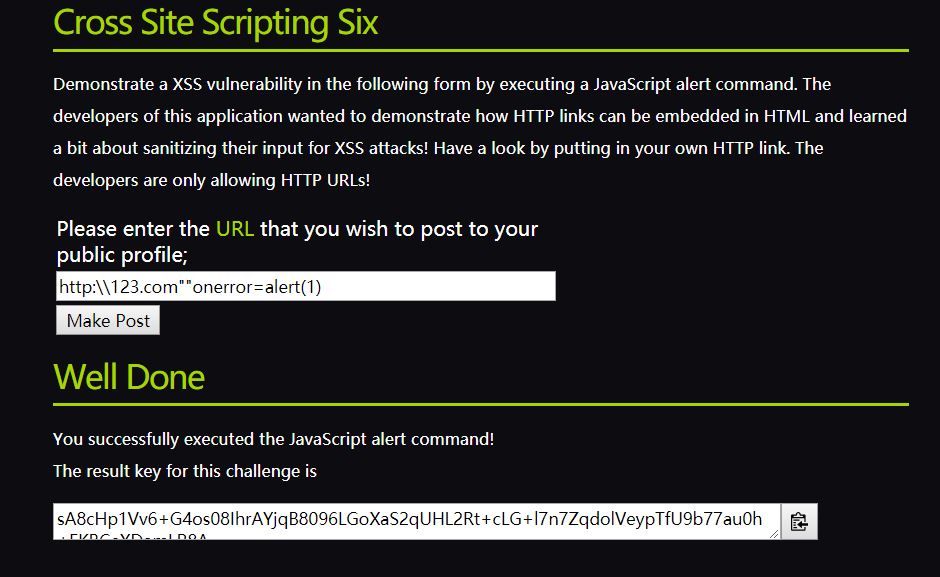 Cross Site Scripting Six
Demonstrate a XSS vulnerability in the following form by executing a JavaScript alert command. The
developers of this application wanted to demonstrate how HTTP links can be embedded in HTML and learned
a bit about sanitizing their input for XSS attacks! Have a look by putting in your own HTTP link. The
developers are only allowing HTTP URLs!
Please enter the URL that you wish to post to your
public profile;
http:\\123.com""onerror=alert(1)
Make Post
Well Done
You successfully executed the JavaScript alert command!
The result key for this challenge is
sA8cHp1Vv6+G4os08IhrAYjqB8096LGoXaS2qUHL2Rt+cLG+l7n7ZqdolVeypTfU9b77au0h